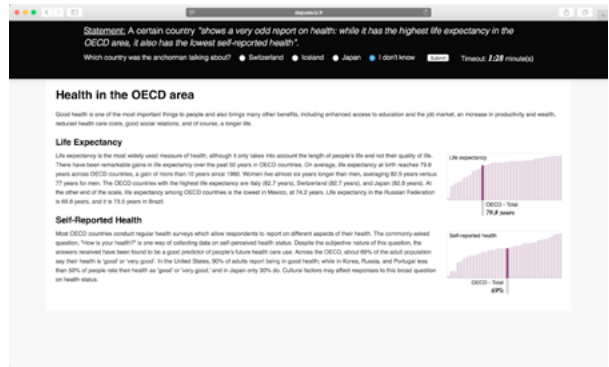 Statement: A certain country "shows a very odd report on health: while it has the highest life expectancy in the
OECD area, it also has the lowest self-reported health".
Which country was the anchorman talking about? Switzerland Iceland Japan I don't know Submit Timeout: 1:28 minute(s)
Health in the OECD area
Good health is one of the most important things to people and also brings many other benefits, including enhanced access to education and the job market, an increase in productivity and wealth,
reduced health care costs, good social relations, and of course, a longer life.
Life Expectancy
Life expectancy is the most widely used measure of health, although it only takes into account the length of people's life and not their quality of life.
There have been remarkable gains in life expectancy over the past 50 years in OECD countries. On average, life expectancy at birth reaches 79.8
years across OECD countries, a gain of more than 10 years since 1960. Women live almost six years longer than men, averaging 82.5 years versus
77 years for men. The OECD countries with the highest life expectancy are Italy (82.7 years), Switzerland (82.7 years), and Japan (82.8 years). At
the other end of the scale, life expectancy among OECD countries is the lowest in Mexico, at 74.2 years. Life expectancy in the Russian Federation
is 69.8 years, and it is 73.5 years in Brazil.
Life expectancy
OECD - Total
79.8 years
Self-Reported Health
Most OECD countries conduct regular health surveys which allow respondents to report on different aspects of their health. The commonly-asked
question, "How is your health?" is one way of collecting data on self-perceived health status. Despite the subjective nature of this question, the
answers received have been found to be a good predictor of people's future health care use. Across the OECD, about 69% of the adult population
say their health is 'good' or 'very good'. In the United States, 90% of adults report being in good health, while in Korea, Russia, and Portugal less
than 50% of people rate their health as 'good' or 'very good,' and in Japan only 30% do. Cultural factors may affect responses to this broad question
on health status.
Self-reported health
OECD - Total
69%